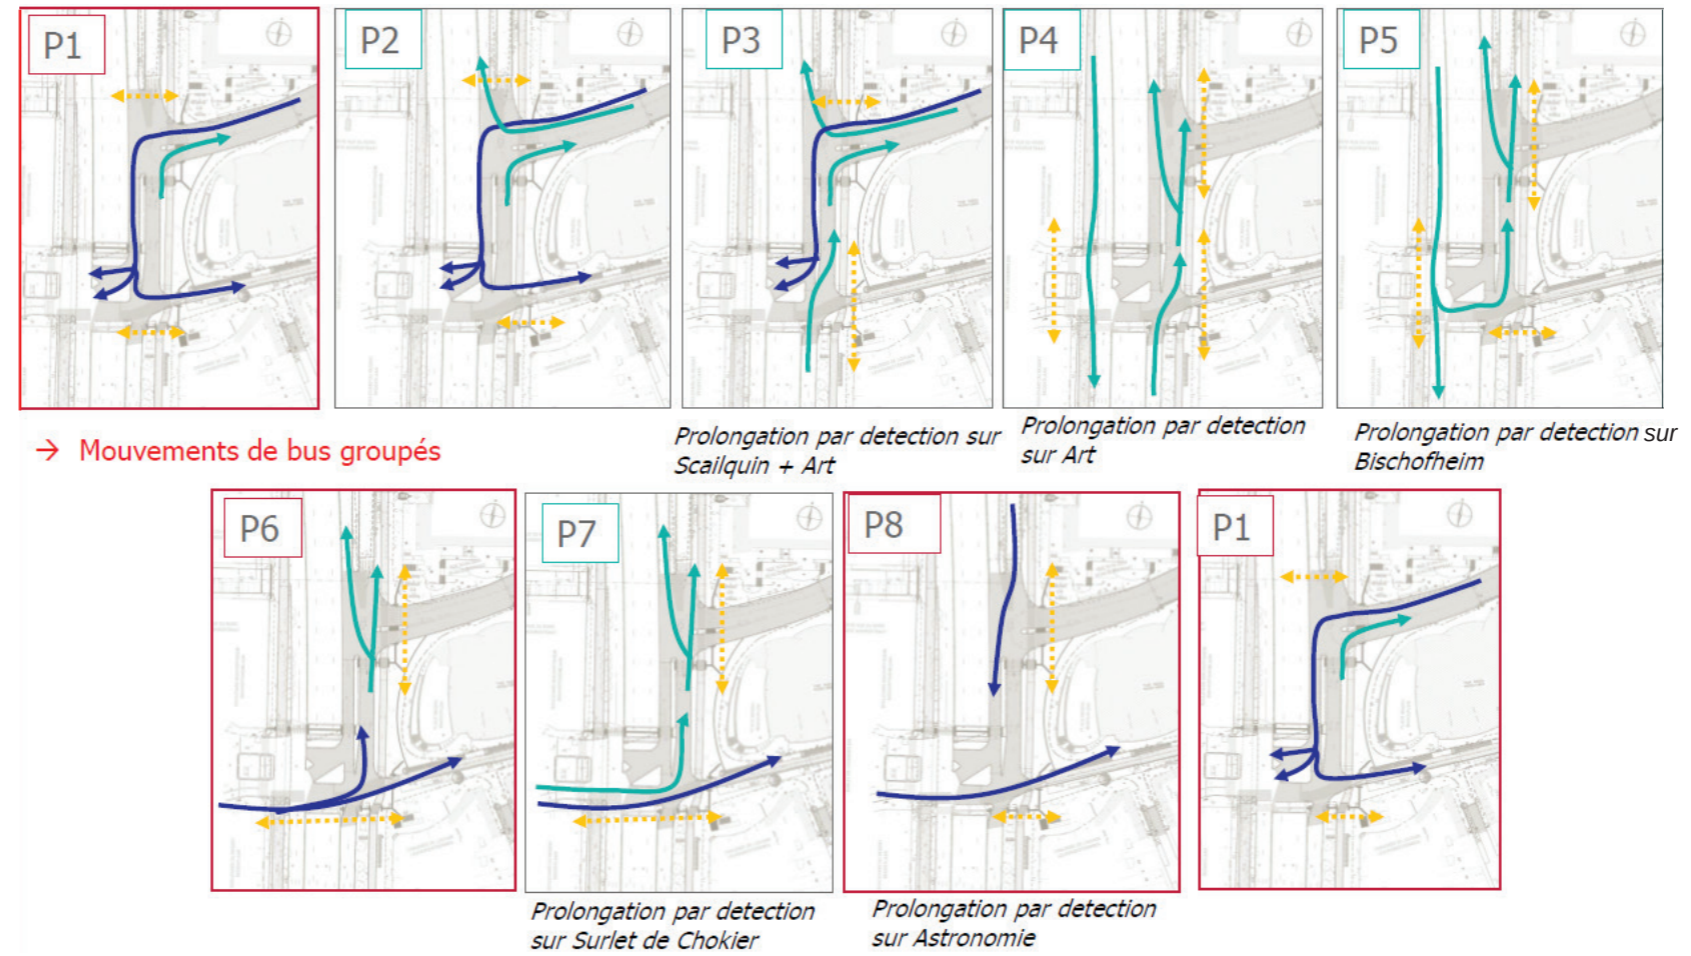 P1
P2
P3
P4
P5
→ Mouvements de bus groupés
Prolongation par detection sur
Scailquin + Art
Prolongation par detection
sur Art
Prolongation par detection sur
Bischofheim
P6
P7
P8
P1
Prolongation par detection
sur Surlet de Chokier
Prolongation par detection
sur Astronomie